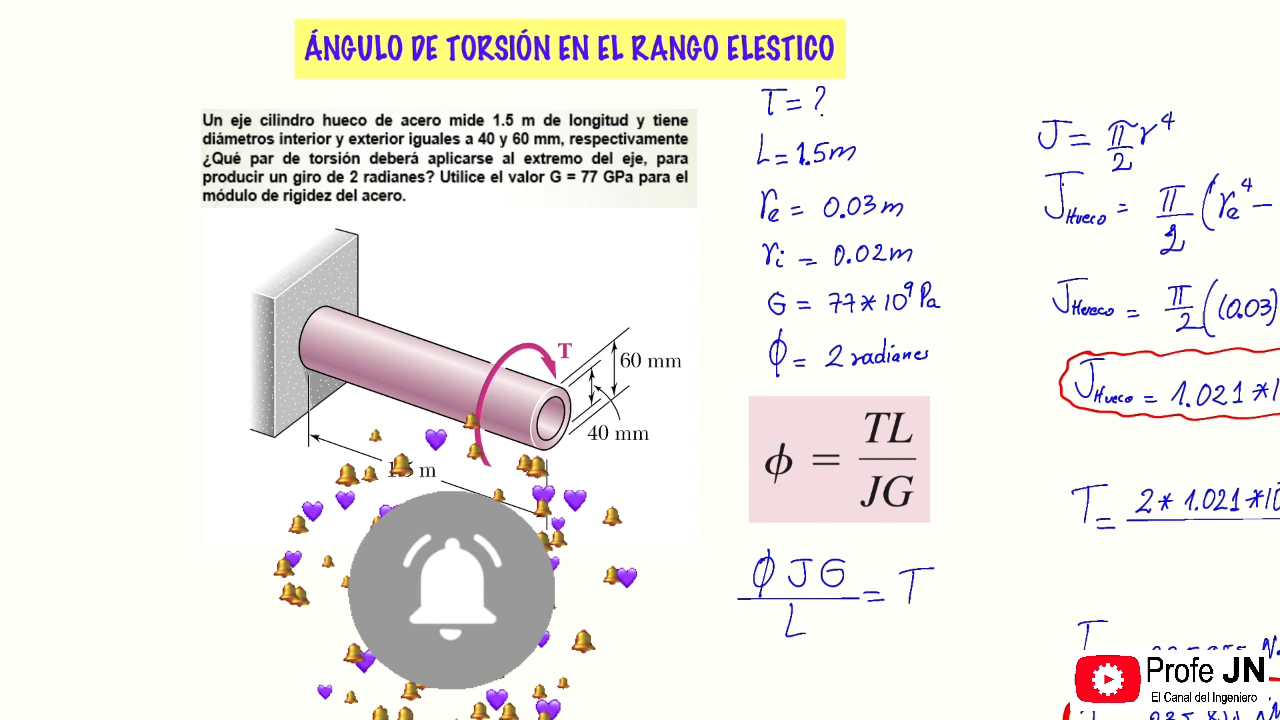 ÁNGULO DE TORSIÓN EN EL RANGO ELESTICO
Un eje cilindro hueco de acero mide 1.5 m de longitud y tiene
diámetros interior y exterior iguales a 40 y 60 mm, respectivamente
¿Qué par de torsión deberá aplicarse al extremo del eje, para
producir un giro de 2 radianes? Utilice el valor G = 77 GPa para el
módulo de rigidez del acero.
T
60 mm
40 mm
m
T = ?
L = 1.5m
re = 0.03 m
ri = 0.02 m
G = 77*10⁹ Pa
ϕ = 2 radianes
ϕ = TL / JG
ϕ J G / L = T
J = π/2 r⁴
JHueco = π/2 (re⁴ -
JHueco = π/2 ((0.03)
JHueco = 1.021 *1
T = 2 * 1.021 *10
T
Profe JN
El Canal del Ingeniero